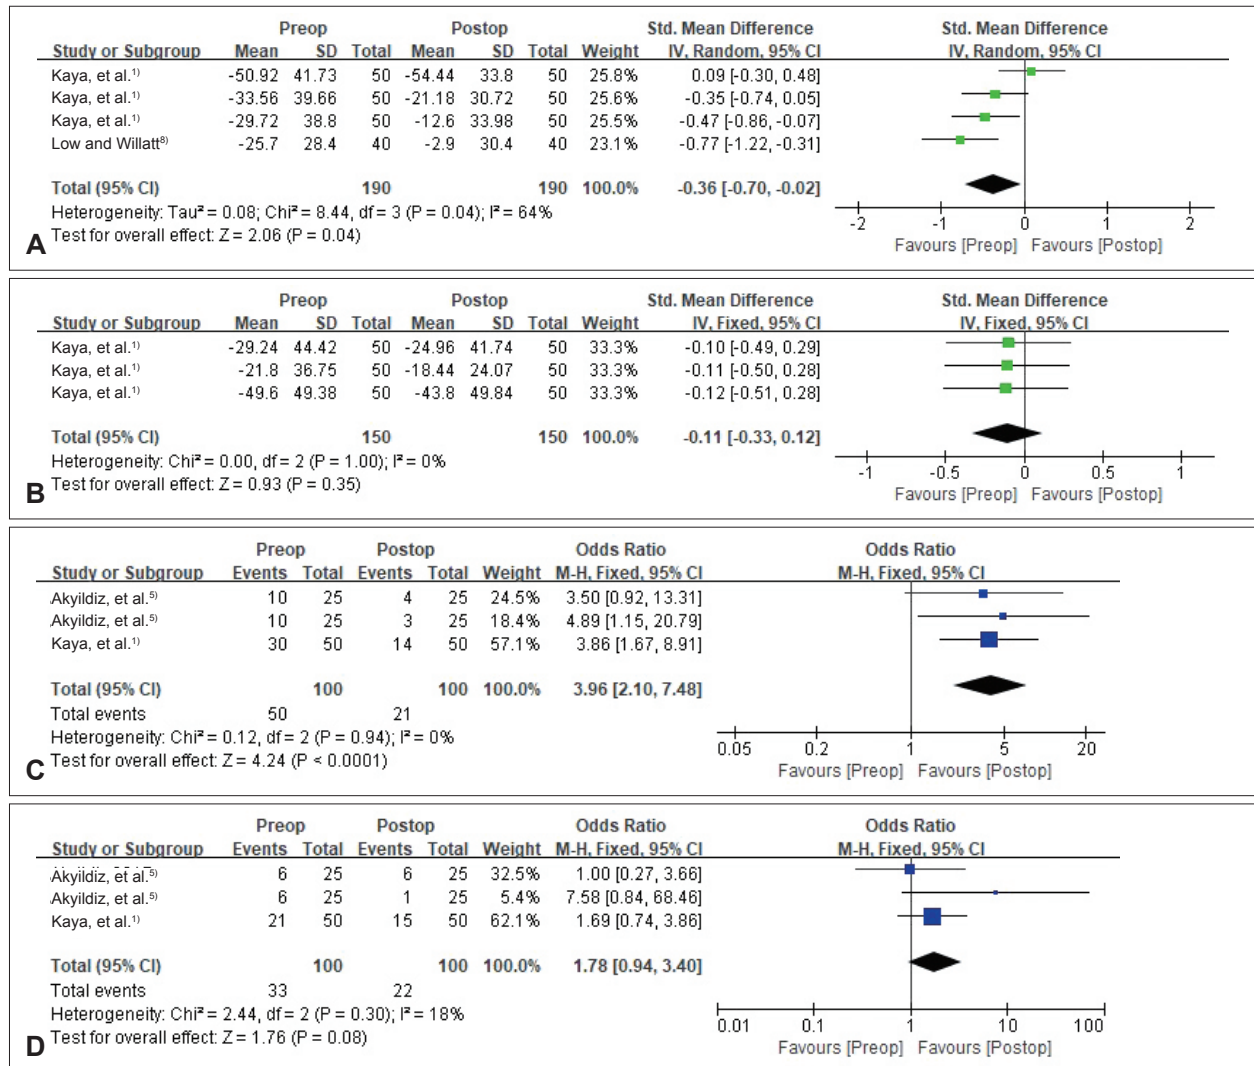 Preop Postop Std. Mean Difference Std. Mean Difference
Study or Subgroup Mean SD Total Mean SD Total Weight IV, Random, 95% CI IV, Random, 95% CI
Kaya, et al.1) -50.92 41.73 50 -54.44 33.8 50 25.8% 0.09 [-0.30, 0.48]
Kaya, et al.1) -33.56 39.66 50 -21.18 30.72 50 25.6% -0.35 [-0.74, 0.05]
Kaya, et al.1) -29.72 38.8 50 -12.6 33.98 50 25.5% -0.47 [-0.86, -0.07]
Low and Willatt8) -25.7 28.4 40 -2.9 30.4 40 23.1% -0.77 [-1.22, -0.31]
Total (95% CI) 190 190 100.0% -0.36 [-0.70, -0.02]
Heterogeneity: Tau² = 0.08; Chi² = 8.44, df = 3 (P = 0.04); I² = 64%
Test for overall effect: Z = 2.06 (P = 0.04)
-2 -1 0 1 2
Favours [Preop] Favours [Postop]
A
Preop Postop Std. Mean Difference Std. Mean Difference
Study or Subgroup Mean SD Total Mean SD Total Weight IV, Fixed, 95% CI IV, Fixed, 95% CI
Kaya, et al.1) -29.24 44.42 50 -24.96 41.74 50 33.3% -0.10 [-0.49, 0.29]
Kaya, et al.1) -21.8 36.75 50 -18.44 24.07 50 33.3% -0.11 [-0.50, 0.28]
Kaya, et al.1) -49.6 49.38 50 -43.8 49.84 50 33.3% -0.12 [-0.51, 0.28]
Total (95% CI) 150 150 100.0% -0.11 [-0.33, 0.12]
Heterogeneity: Chi² = 0.00, df = 2 (P = 1.00); I² = 0%
Test for overall effect: Z = 0.93 (P = 0.35)
-1 -0.5 0 0.5 1
Favours [Preop] Favours [Postop]
B
Preop Postop Odds Ratio Odds Ratio
Study or Subgroup Events Total Events Total Weight M-H, Fixed, 95% CI M-H, Fixed, 95% CI
Akyildiz, et al.5) 10 25 4 25 24.5% 3.50 [0.92, 13.31]
Akyildiz, et al.5) 10 25 3 25 18.4% 4.89 [1.15, 20.79]
Kaya, et al.1) 30 50 14 50 57.1% 3.86 [1.67, 8.91]
Total (95% CI) 100 100 100.0% 3.96 [2.10, 7.48]
Total events 50 21
Heterogeneity: Chi² = 0.12, df = 2 (P = 0.94); I² = 0%
Test for overall effect: Z = 4.24 (P < 0.0001)
0.05 0.2 1 5 20
Favours [Preop] Favours [Postop]
C
Preop Postop Odds Ratio Odds Ratio
Study or Subgroup Events Total Events Total Weight M-H, Fixed, 95% CI M-H, Fixed, 95% CI
Akyildiz, et al.5) 6 25 6 25 32.5% 1.00 [0.27, 3.66]
Akyildiz, et al.5) 6 25 1 25 5.4% 7.58 [0.84, 68.46]
Kaya, et al.1) 21 50 15 50 62.1% 1.69 [0.74, 3.86]
Total (95% CI) 100 100 100.0% 1.78 [0.94, 3.40]
Total events 33 22
Heterogeneity: Chi² = 2.44, df = 2 (P = 0.30); I² = 18%
Test for overall effect: Z = 1.76 (P = 0.08)
0.01 0.1 1 10 100
Favours [Preop] Favours [Postop]
D